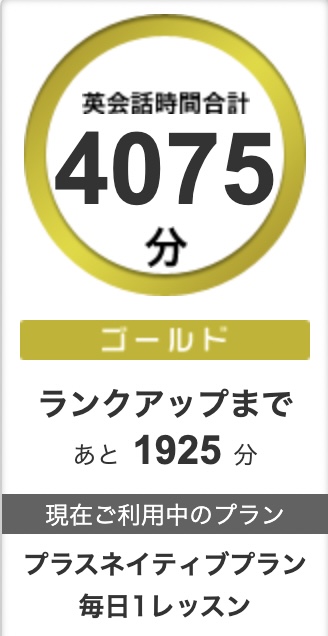 英会話時間合計
4075
分
ゴールド
ランクアップまで
あと 1925 分
現在ご利用中のプラン
プラスネイティブプラン
毎日1レッスン